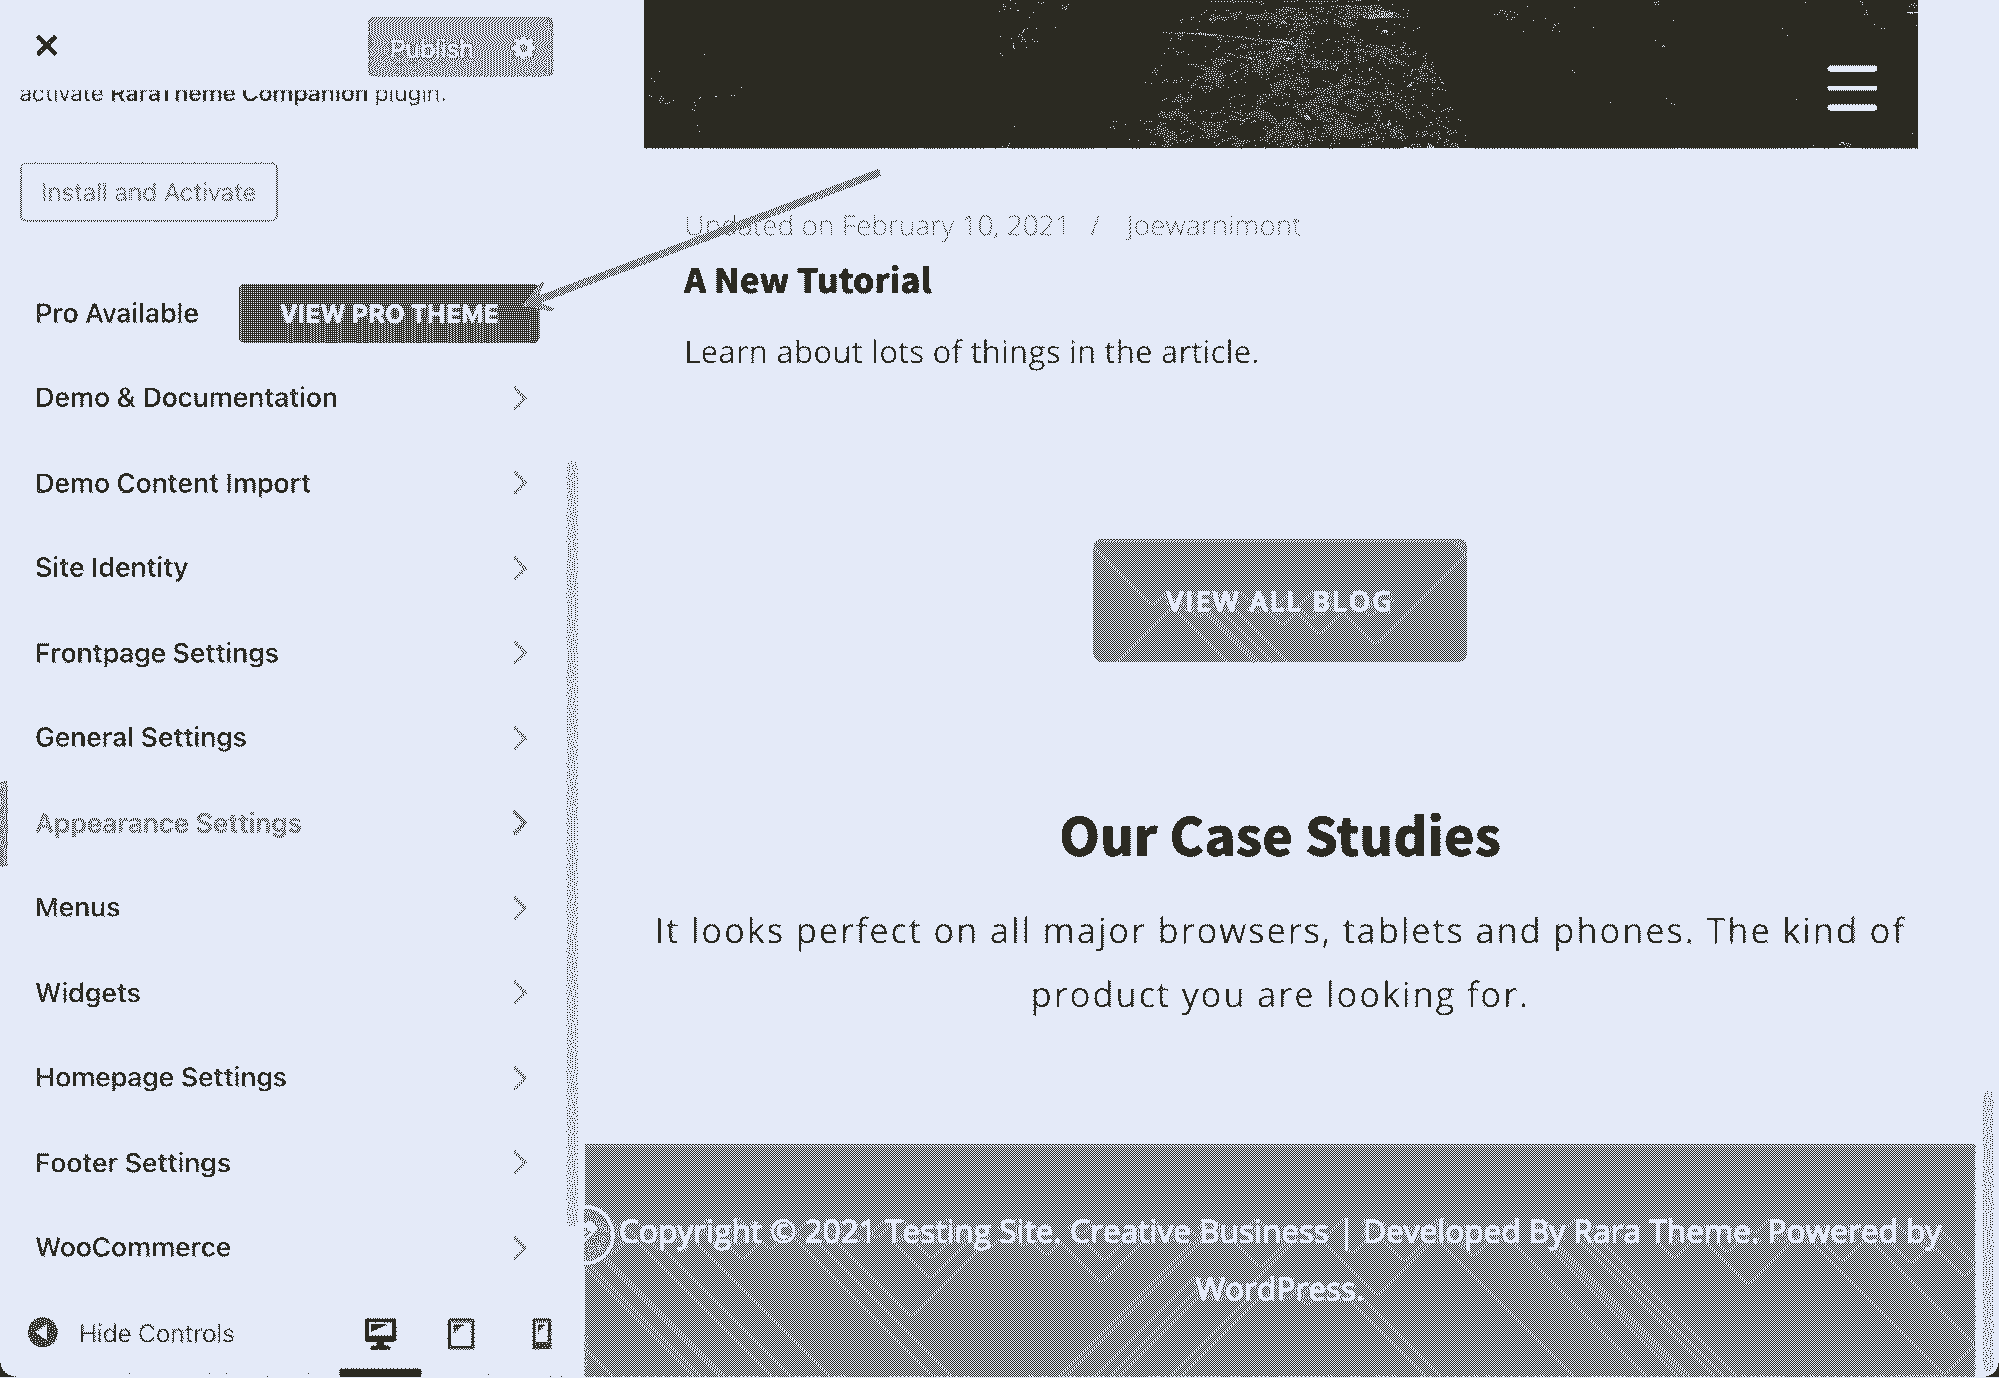 Publish
activate RaraTheme Companion plugin.
Install and Activate
Pro Available
VIEW PRO THEME
Demo & Documentation
Demo Content Import
Site Identity
Frontpage Settings
General Settings
Appearance Settings
Menus
Widgets
Homepage Settings
Footer Settings
WooCommerce
Hide Controls
Updated on February 10, 2021 / Joewarnimont
A New Tutorial
Learn about lots of things in the article.
VIEW ALL BLOG
Our Case Studies
It looks perfect on all major browsers, tablets and phones. The kind of
product you are looking for.
Copyright © 2021 Testing Site. Creative Business | Developed By Rara Theme. Powered by
WordPress.